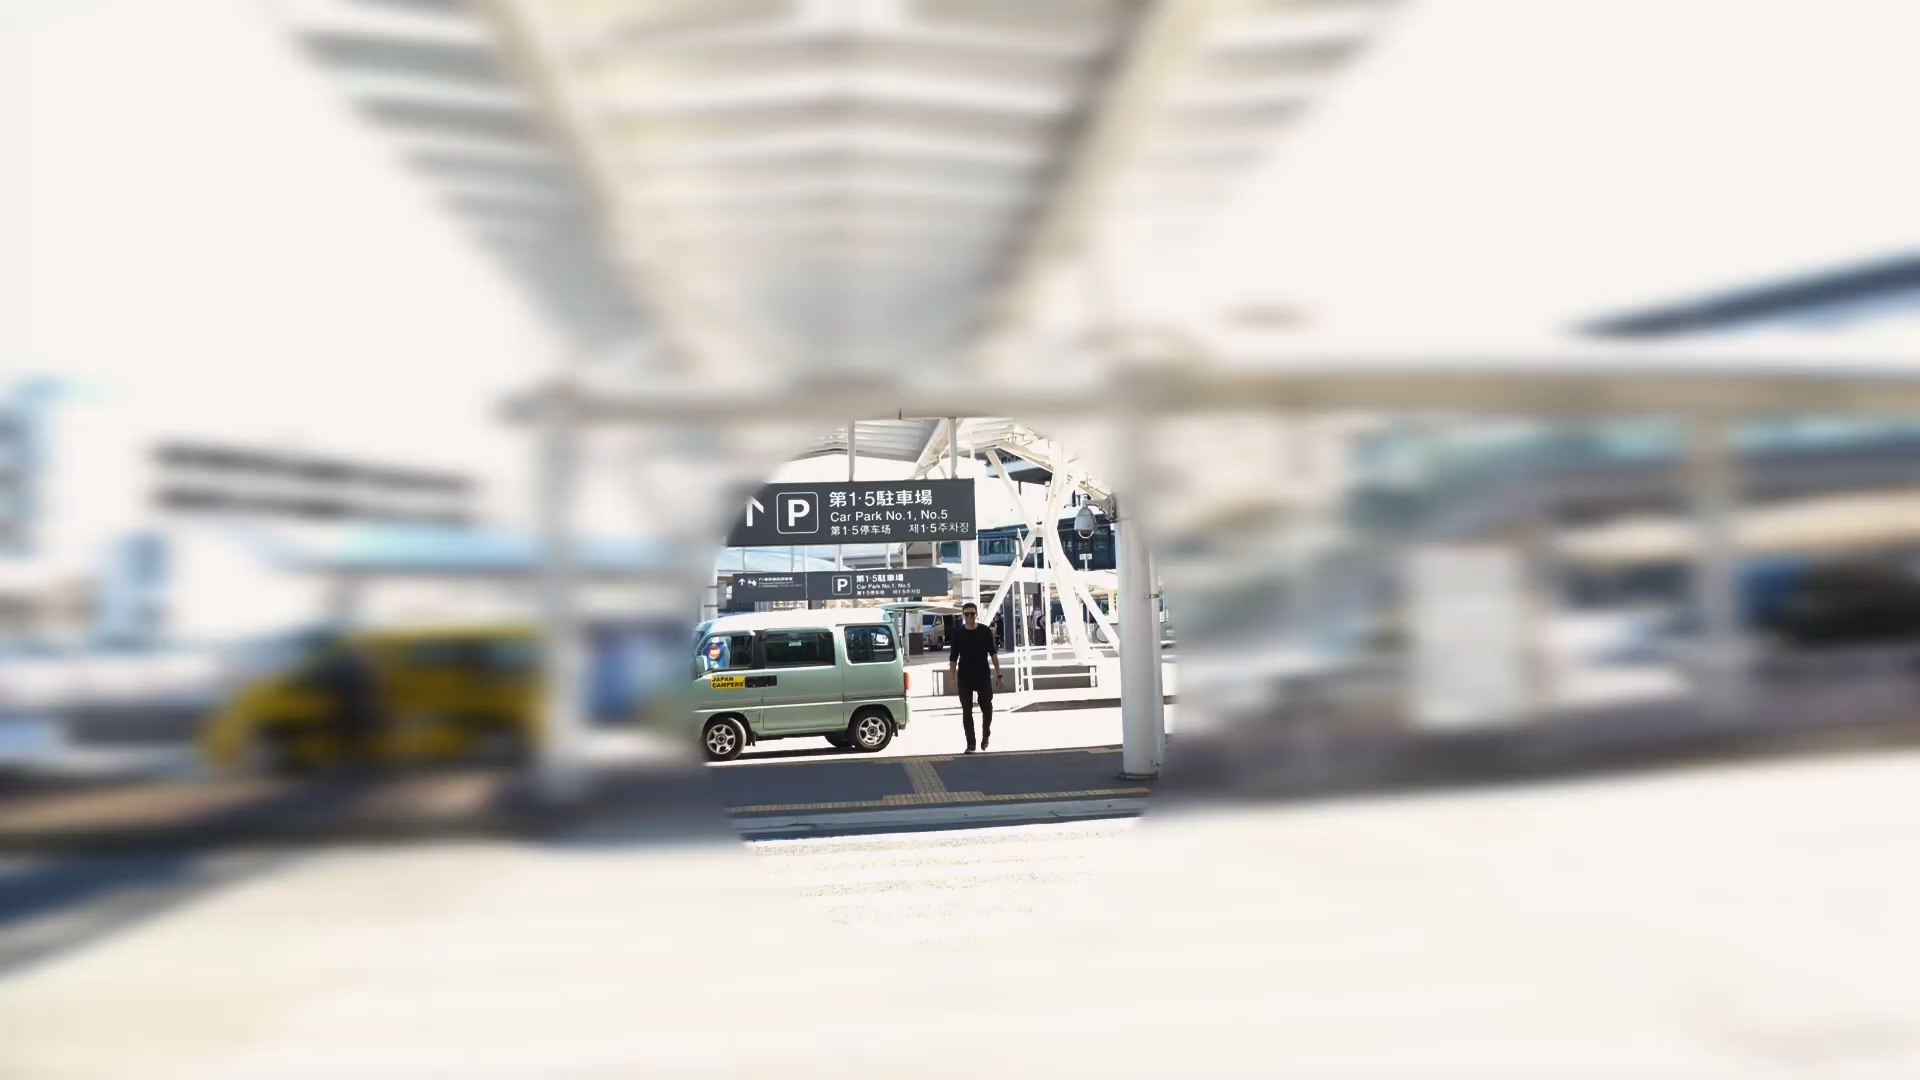 第1·5駐車場
P
Car Park No.1, No.5
第1·5停车场 제1·5주차장
第1·5駐車場
P
Car Park No.1, No.5
第1·5停车场 제1·5주차장
JAPAN
CAMPERS